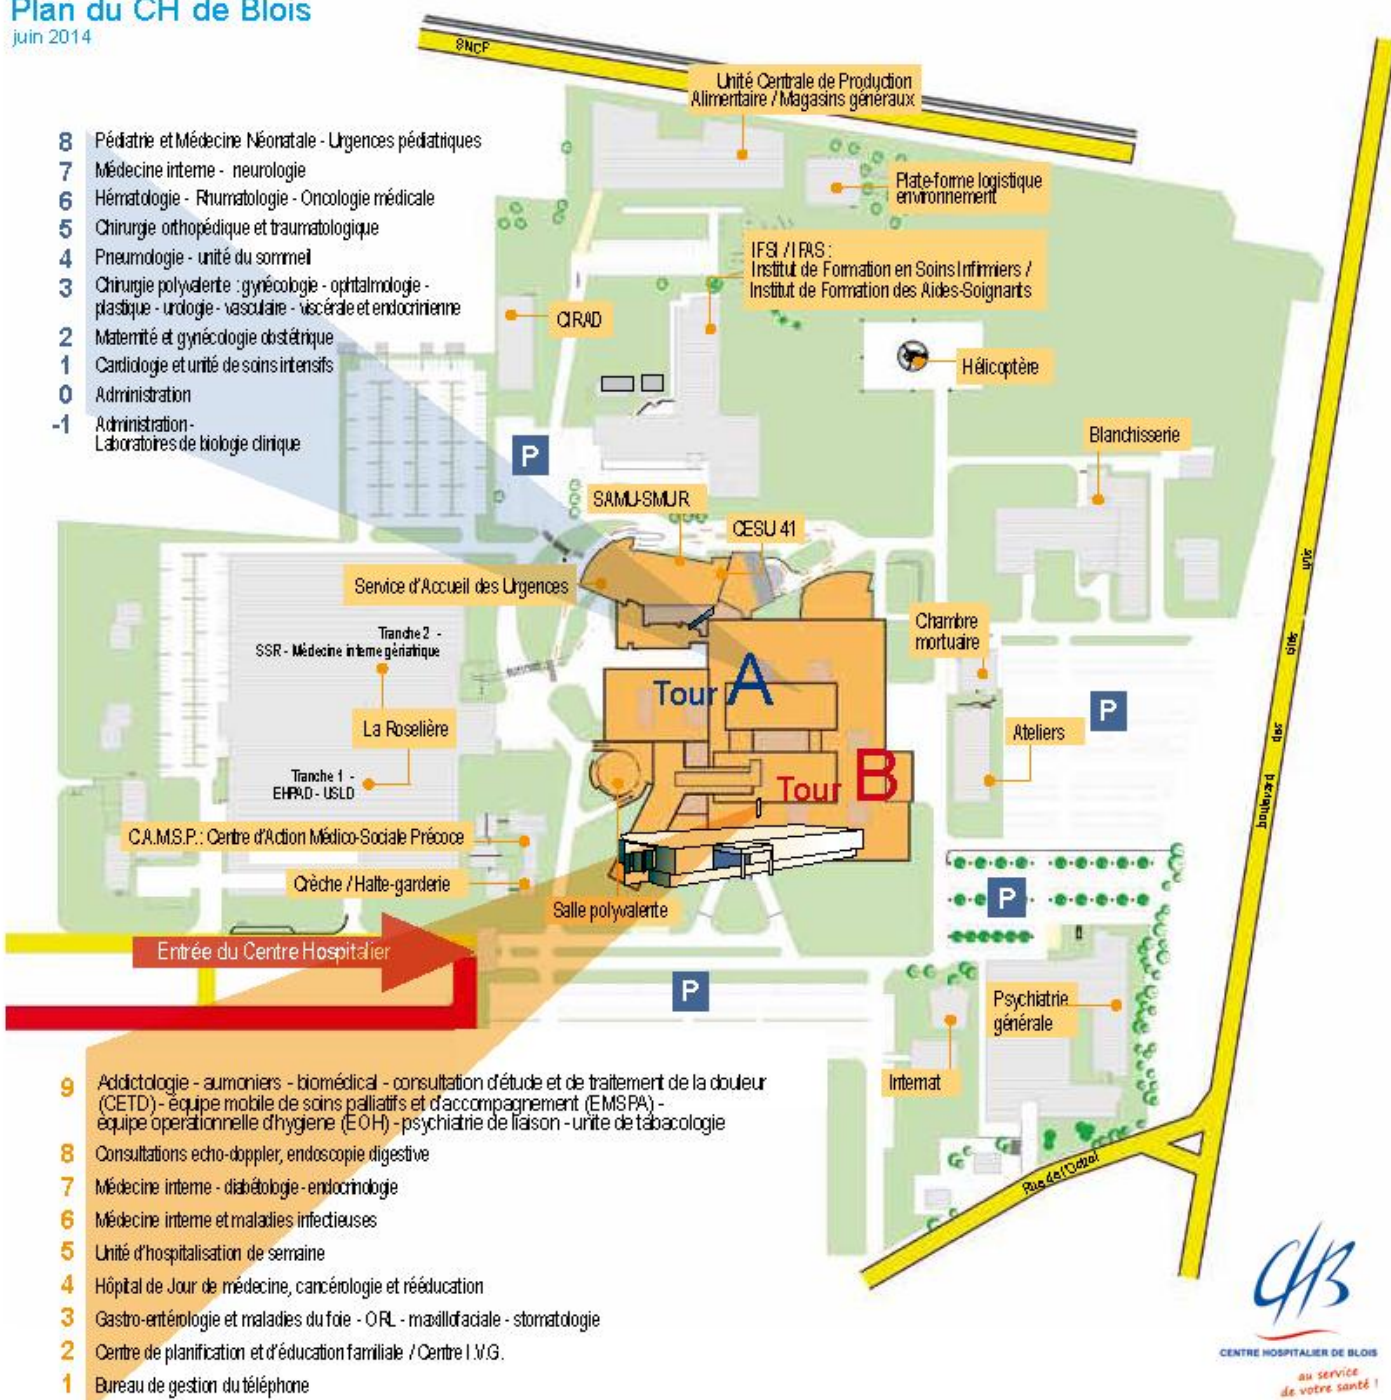 Plan du CH de Blois
juin 2014
SNCF
Unité Centrale de Production
Alimentaire / Magasins généraux
8 Pédiatrie et Médecine Néonatale - Urgences pédiatriques
7 Médecine interne - neurologie
6 Hématologie - Rhumatologie - Oncologie médicale
5 Chirurgie orthopédique et traumatologique
4 Pneumologie - unité du sommeil
3 Chirurgie polyvalente : gynécologie - ophtalmologie -
plastique - urologie - vasculaire - viscérale et endocrinienne
2 Maternité et gynécologie obstétrique
1 Cardiologie et unité de soins intensifs
0 Administration
-1 Administration -
Laboratoires de biologie clinique
Plate-forme logistique
environnement
IFSI / IFAS :
Institut de Formation en Soins Infirmiers /
Institut de Formation des Aides-Soignants
CIRAD
Hélicoptère
Blanchisserie
P
SAMU-SMUR
CESU 41
Service d'Accueil des Urgences
Tranche 2 -
SSR - Médecine interne gériatrique
La Roselière
Tranche 1 -
EHPAD - USLD
Chambre
mortuaire
Tour A
P
Ateliers
Tour B
boulevard des cinq sujs
C.A.M.S.P.: Centre d'Action Médico-Sociale Précoce
Crèche / Halte-garderie
Salle polyvalente
P
Entrée du Centre Hospitalier
P
Psychiatrie
générale
Internat
9 Addictologie - aumoniers - biomédical - consultation d'étude et de traitement de la douleur
(CETD) - équipe mobile de soins palliatifs et d'accompagnement (EMSPA) -
équipe operationnelle d'hygiene (EOH) - psychiatrie de liaison - unite de tabacologie
8 Consultations echo-doppler, endoscopie digestive
7 Médecine interne - diabétologie - endocrinologie
6 Médecine interne et maladies infectieuses
5 Unité d'hospitalisation de semaine
4 Hôpital de Jour de médecine, cancérologie et rééducation
3 Gastro-entérologie et maladies du foie - ORL - maxillofaciale - stomatologie
2 Centre de planification et d'éducation familiale / Centre I.V.G.
1 Bureau de gestion du téléphone
Rue de
CHB
CENTRE HOSPITALIER DE BLOIS
au service
de votre santé !